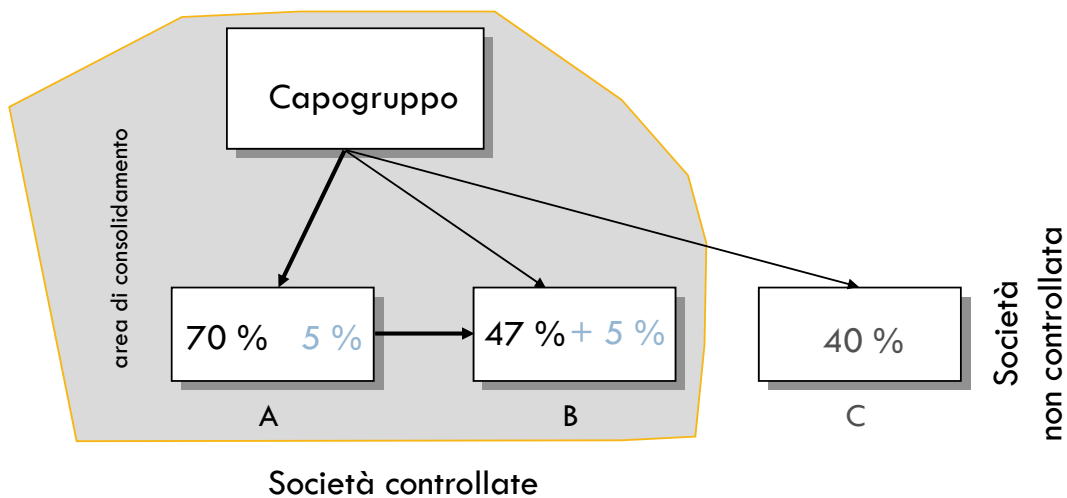 Capogruppo
area di consolidamento
70 % 5 %
47 % + 5 %
40 %
A
B
C
Società controllate
Società
non controllata